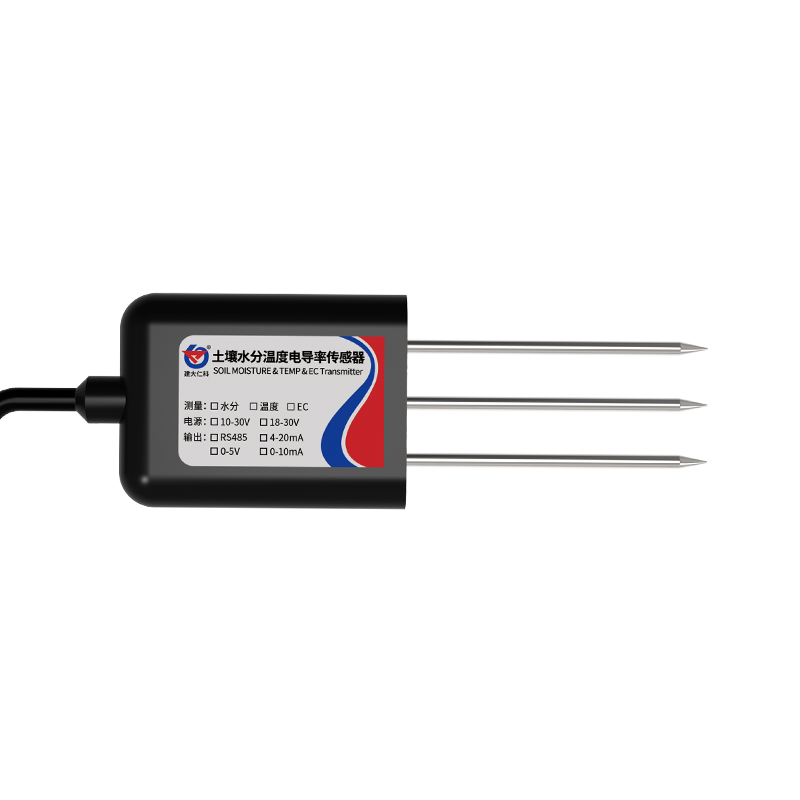 ®
建大仁科
土壤水分温度电导率传感器
SOIL MOISTURE & TEMP & EC Transmitter
测量：□水分 □温度 □EC
电源：□10-30V □18-30V
输出：□RS485 □4-20mA
□0-5V □0-10mA